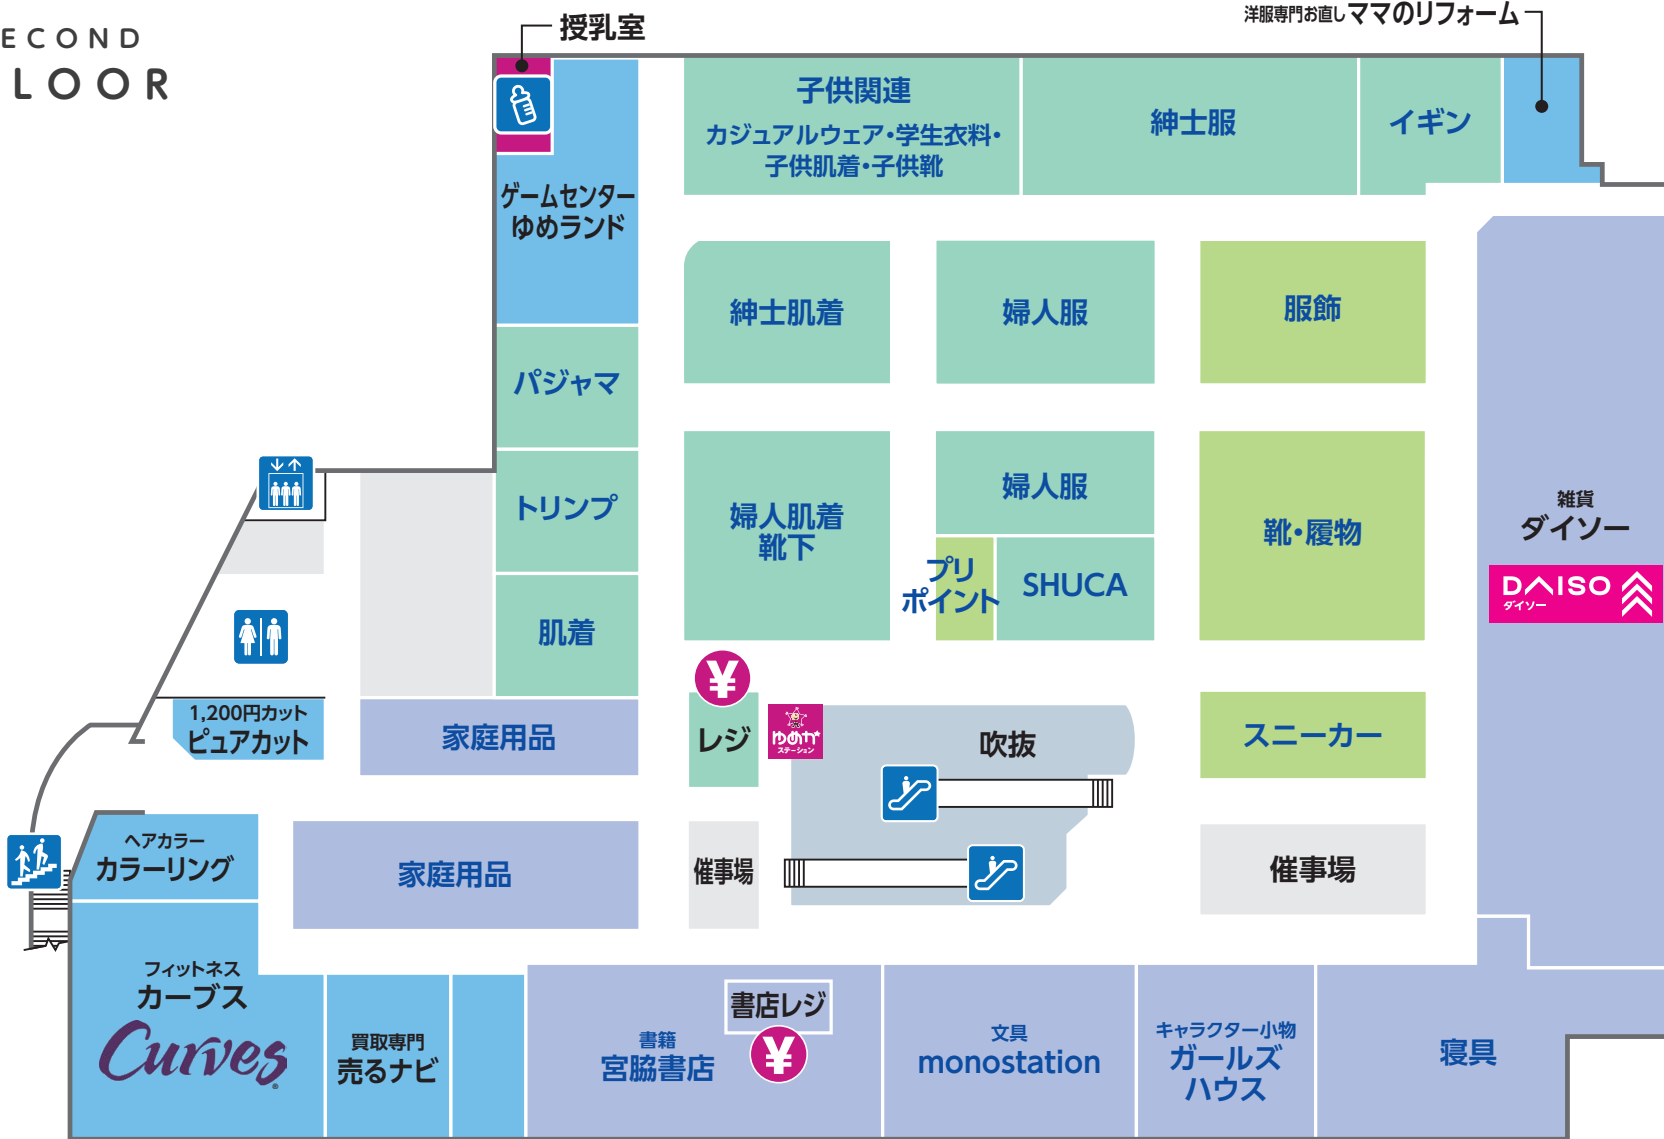 ECOND
LOOR
授乳室
洋服専門お直し ママのリフォーム
子供関連
カジュアルウェア・学生衣料・
子供肌着・子供靴
紳士服
イギン
ゲームセンター
ゆめランド
紳士肌着
婦人服
服飾
パジャマ
トリンプ
婦人肌着
靴下
婦人服
プリ
ポイント
SHUCA
靴・履物
雑貨
ダイソー
DAISO
ダイソー
肌着
1,200円カット
ピュアカット
家庭用品
¥
レジ
ゆめか
ステーション
吹抜
スニーカー
ヘアカラー
カラーリング
家庭用品
催事場
催事場
フィットネス
カーブス
Curves
®
買取専門
売るナビ
書籍
宮脇書店
書店レジ
¥
文具
monostation
キャラクター小物
ガールズ
ハウス
寝具